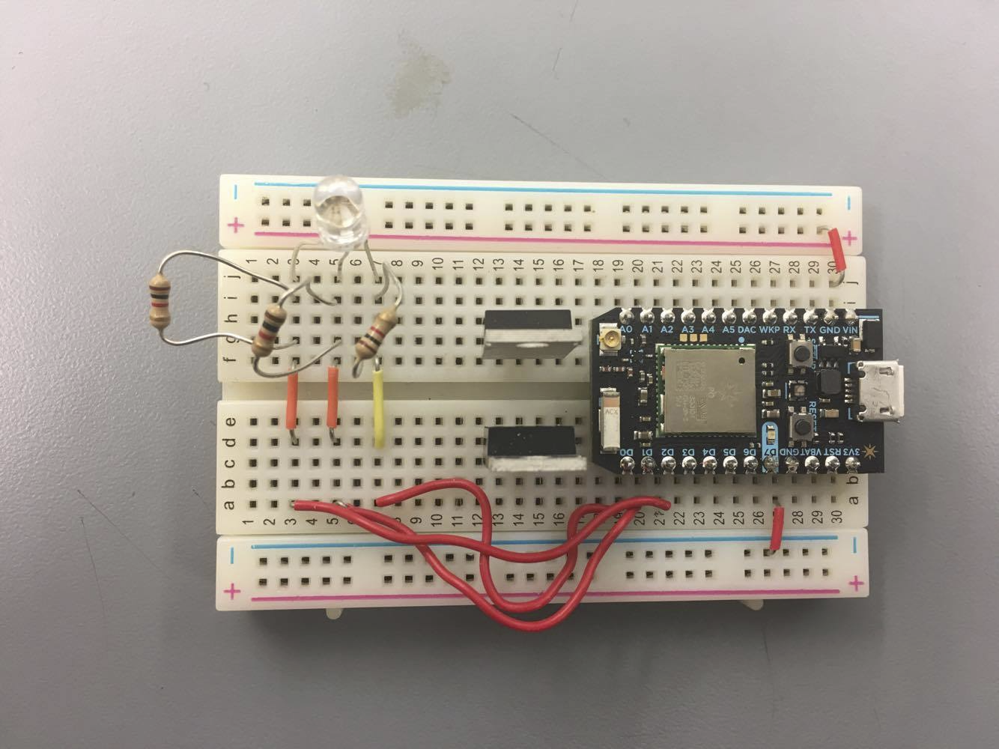 − −
+ +
1 2 3 4 5 6 7 8 9 10 11 12 13 14 15 16 17 18 19 20 21 22 23 24 25 26 27 28 29 30
j j
i i
h
g
f
A0 A1 A2 A3 A4 A5 DAC WKP RX TX GND VIN
ACX
RESET
D0 D1 D2 D3 D4 D5 D6 D7 GND VBAT RST 3V3
e
d
c
b b
a a
1 2 3 4 5 8 9 10 11 12 13 14 15 16 17 20 21 22 23 24 25 26 28 29 30
− −
+ +